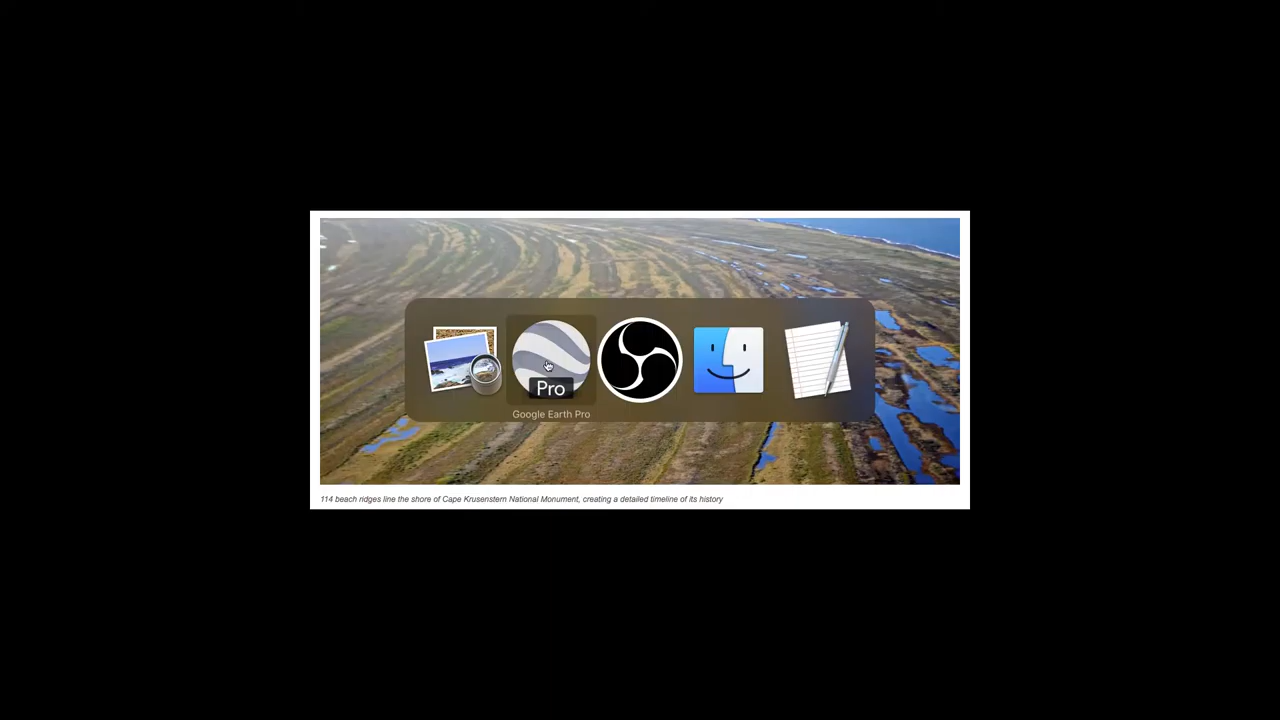 Pro
Google Earth Pro
114 beach ridges line the shore of Cape Krusenstern National Monument, creating a detailed timeline of its history